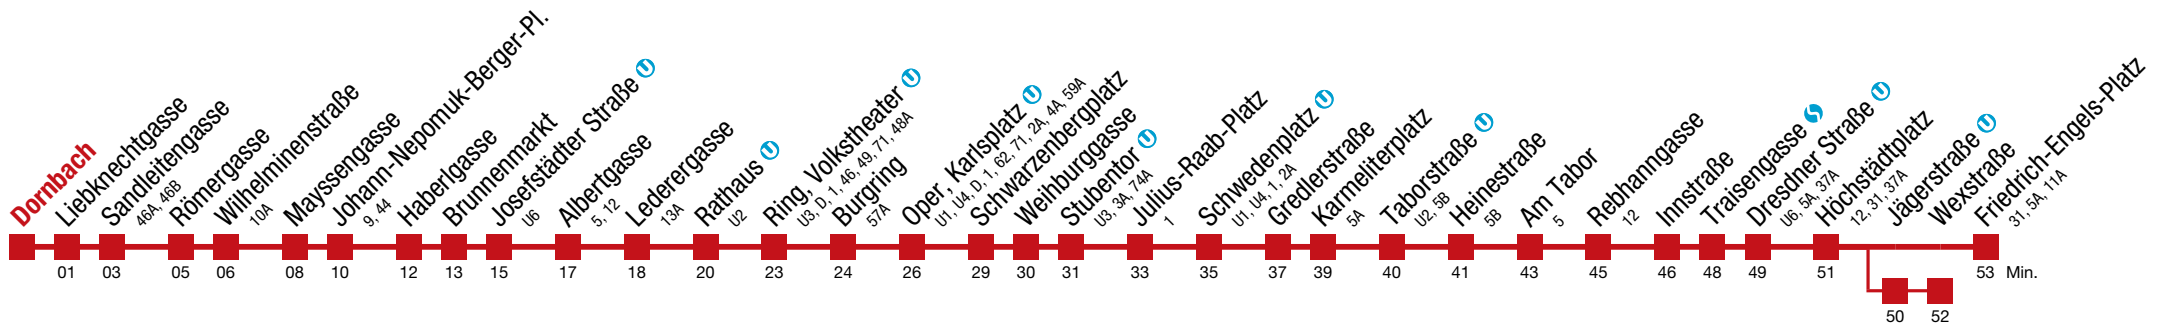 Dornbach
Liebknechtgasse
Sandleitengasse
46A, 46B
Römergasse
Wilhelminenstraße
10A
Mayssengasse
Johann-Nepomuk-Berger-Pl.
9, 44
Haberlgasse
Brunnenmarkt
Josefstädter Straße U
U6
Albertgasse
5, 12
Lederergasse
13A
Rathaus U
U2
Ring, Volkstheater U
U3, D, 1, 46, 49, 71, 48A
Burgring
57A
Oper, Karlsplatz U
U1, U4, D, 1, 62, 71, 2A, 4A, 59A
Schwarzenbergplatz
Weihburggasse
Stubentor U
U3, 3A, 74A
Julius-Raab-Platz
1
Schwedenplatz U
U1, U4, 1, 2A
Gredlerstraße
Karmeliterplatz
5A
Taborstraße U
U2, 5B
Heinestraße
5B
Am Tabor
5
Rebhanngasse
12
Innstraße
Traisengasse
Dresdner Straße U
U6, 5A, 37A
Höchstädtplatz
12, 31, 37A
Jägerstraße U
Wexstraße
Friedrich-Engels-Platz
31, 5A, 11A
01 03 05 06 08 10 12 13 15 17 18 20 23 24 26 29 30 31 33 35 37 39 40 41 43 45 46 48 49 51 53 Min.
50 52